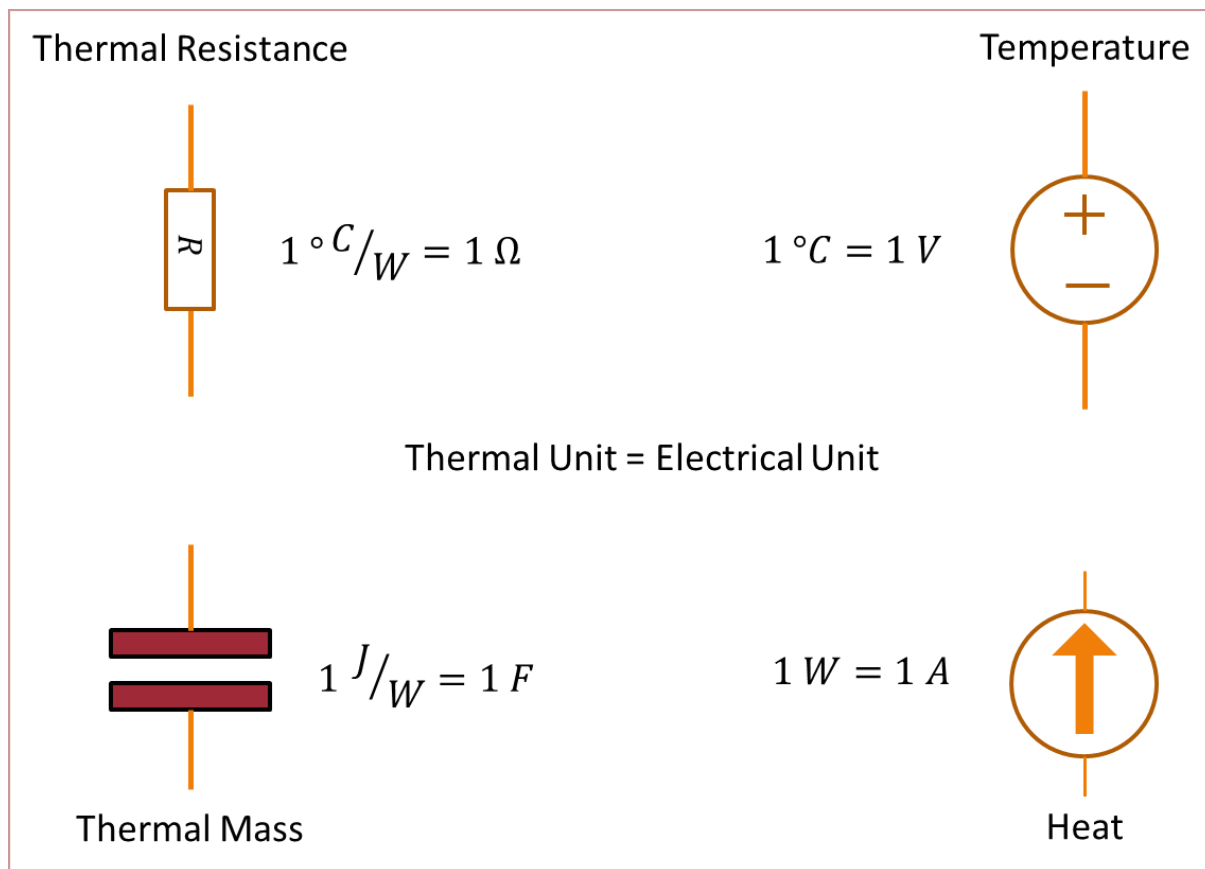 Thermal Resistance
Temperature
R
1 °C/W = 1 Ω
1 °C = 1 V
+
−
Thermal Unit = Electrical Unit
1 J/W = 1 F
1 W = 1 A
Thermal Mass
Heat